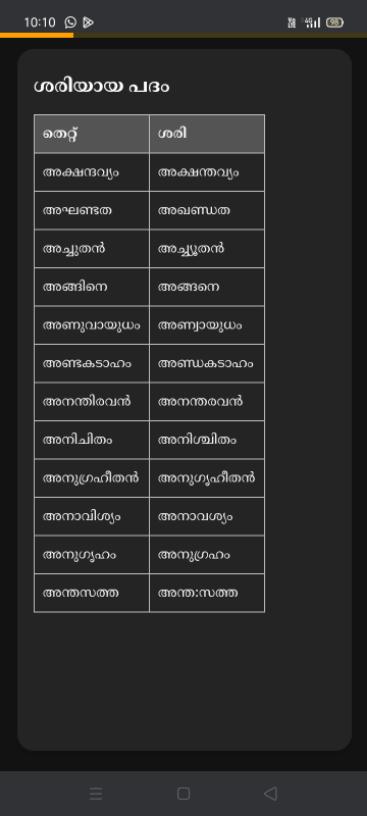 10:10
ശരിയായ പദം
തെറ്റ് ശരി
അക്ഷന്ദവ്യം അക്ഷന്തവ്യം
അഘണ്ടത അഖണ്ഡത
അച്ചുതൻ അച്ച്യൂതൻ
അങ്ങിനെ അങ്ങനെ
അണുവായുധം അണ്വായുധം
അണ്ടകടാഹം അണ്ഡകടാഹം
അനന്തിരവൻ അനന്തരവൻ
അനിചിതം അനിശ്ചിതം
അനുഗ്രഹീതൻ അനുഗൃഹീതൻ
അനാവിശ്യം അനാവശ്യം
അനുഗൃഹം അനുഗ്രഹം
അന്തസത്ത അന്ത:സത്ത